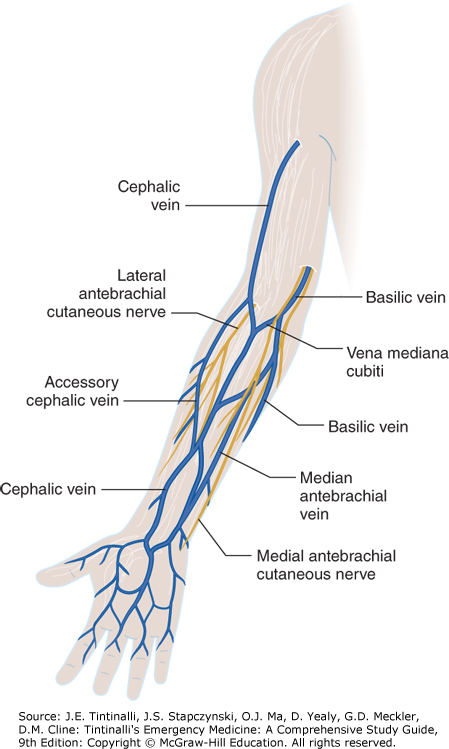 Cephalic
vein
Lateral
antebrachial
cutaneous nerve
Basilic vein
Vena mediana
cubiti
Accessory
cephalic vein
Basilic vein
Cephalic vein
Median
antebrachial
vein
Medial antebrachial
cutaneous nerve
Source: J.E. Tintinalli, J.S. Stapczynski, O.J. Ma, D. Yealy, G.D. Meckler,
D.M. Cline: Tintinalli's Emergency Medicine: A Comprehensive Study Guide,
9th Edition: Copyright © McGraw-Hill Education. All rights reserved.